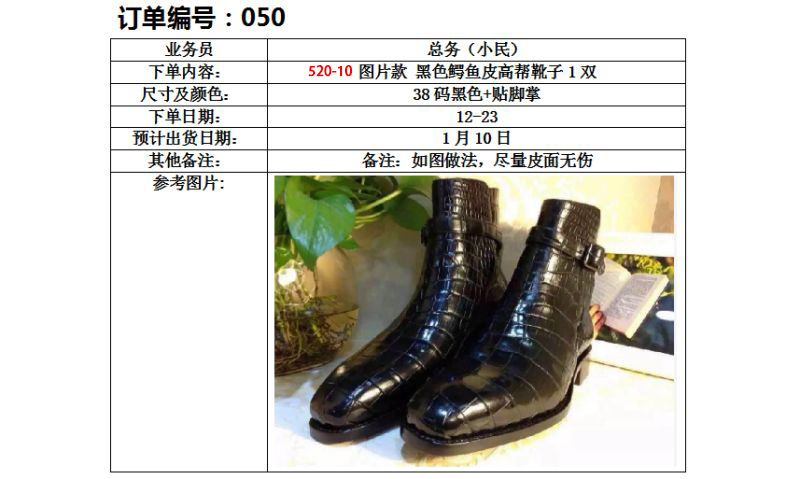 订单编号：050
业务员 总务（小民）
下单内容： 520-10 图片款 黑色鳄鱼皮高帮靴子1双
尺寸及颜色： 38码黑色+贴脚掌
下单日期： 12-23
预计出货日期： 1月10日
其他备注： 备注：如图做法，尽量皮面无伤
参考图片：